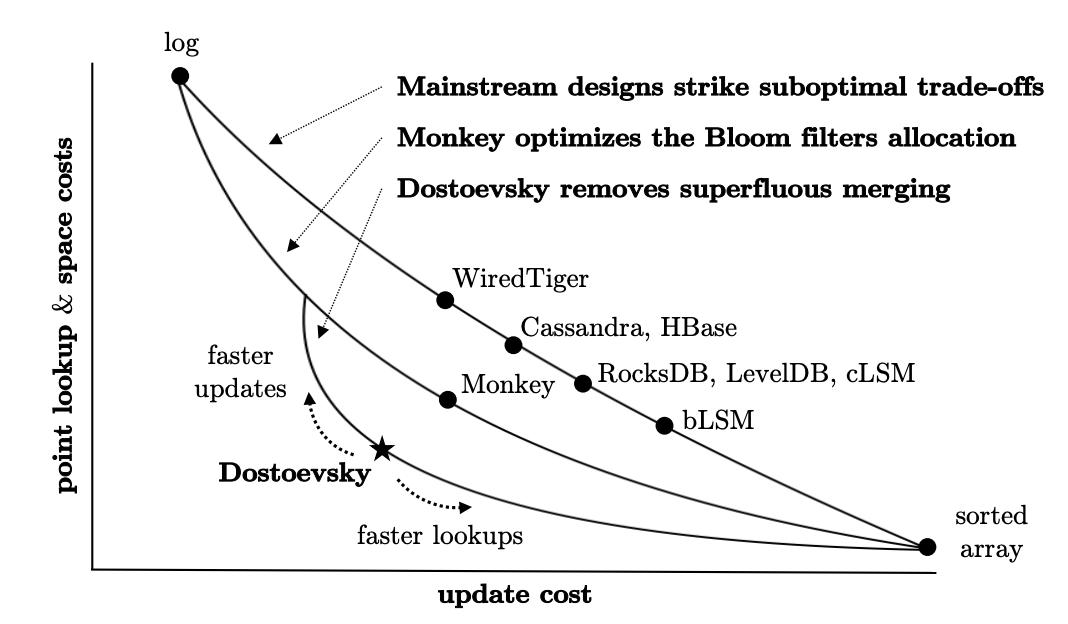 log
Mainstream designs strike suboptimal trade-offs
Monkey optimizes the Bloom filters allocation
Dostoevsky removes superfluous merging
point lookup & space costs
WiredTiger
Cassandra, HBase
RocksDB, LevelDB, cLSM
bLSM
Monkey
faster
updates
Dostoevsky
faster lookups
sorted
array
update cost